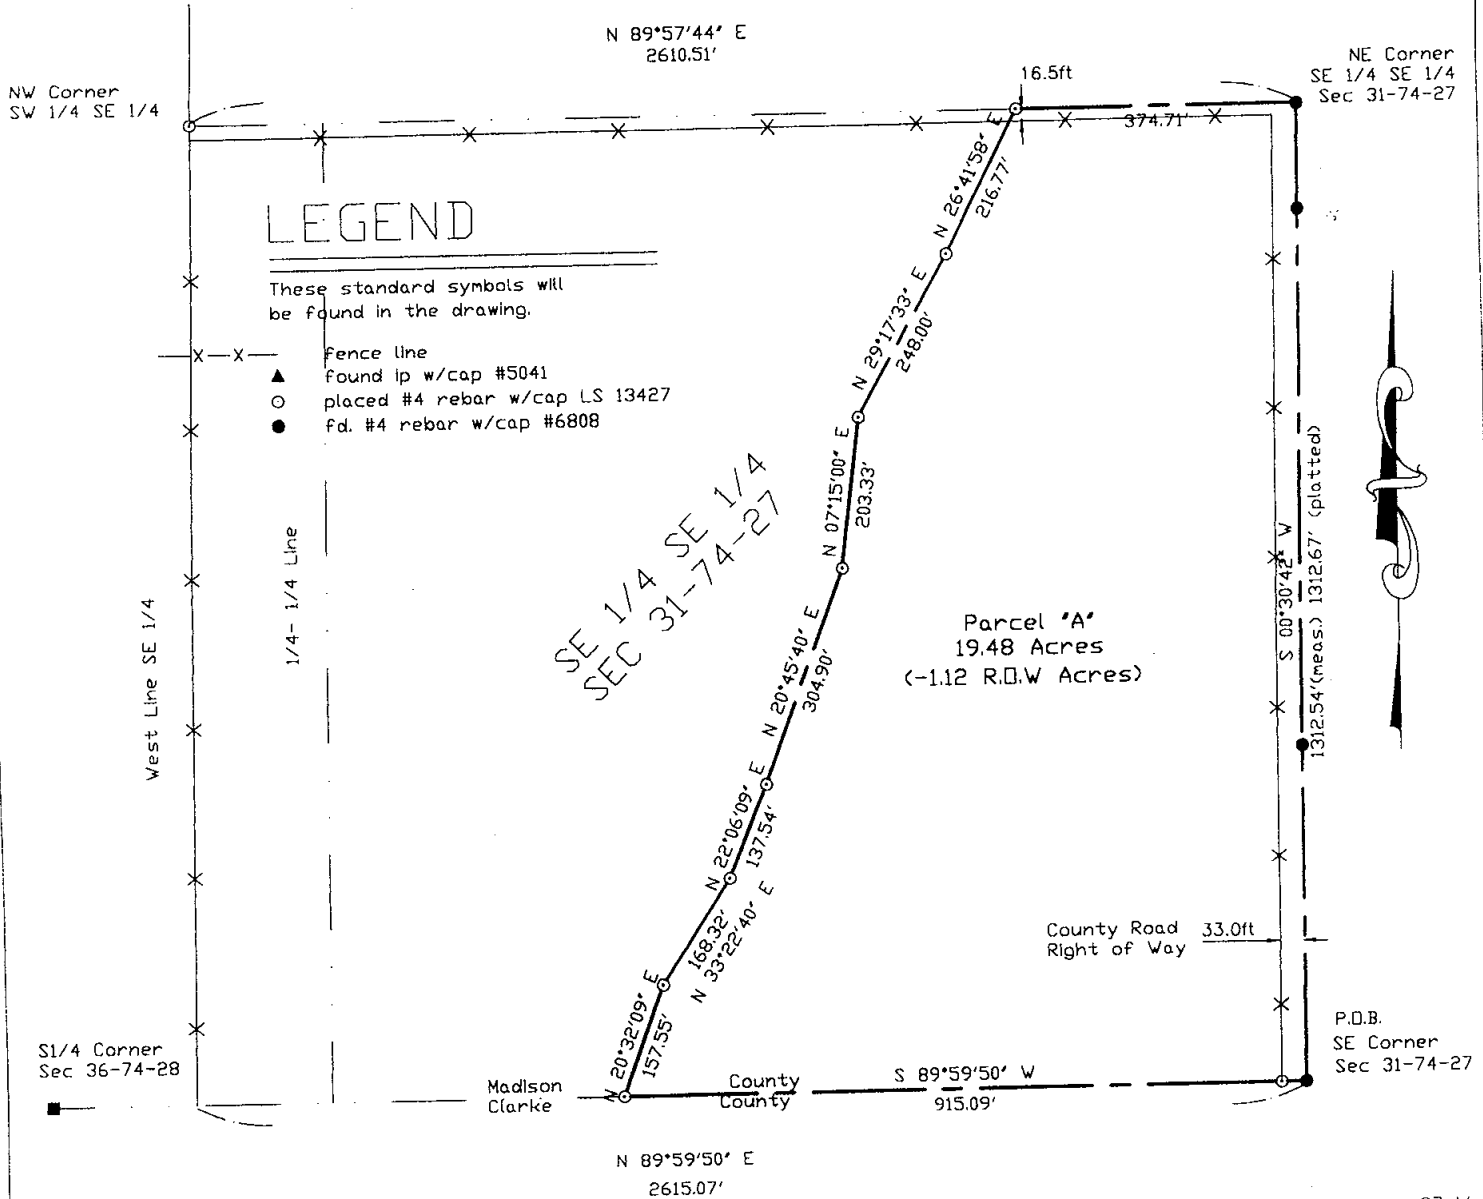 N 89°57'44" E
2610.51'
NW Corner
SW 1/4 SE 1/4
16.5ft
NE Corner
SE 1/4 SE 1/4
Sec 31-74-27
374.71'
N 26°41'58" E
216.77'
LEGEND
These standard symbols will
be found in the drawing.
—X—X— fence line
▲ found ip w/cap #5041
⊙ placed #4 rebar w/cap LS 13427
● fd. #4 rebar w/cap #6808
N 29°17'33" E
248.00'
N 07°15'00" E
203.33'
SE 1/4 SE 1/4
SEC 31-74-27
1/4- 1/4 Line
West Line SE 1/4
N 20°45'40" E
304.90'
Parcel "A"
19.48 Acres
(-1.12 R.O.W Acres)
S 00°30'42" W
1312.54'(meas.) 1312.67' (platted)
N 22°06'09" E
137.54'
168.32'
N 33°22'40" E
County Road
Right of Way
33.0ft
N 20°32'09" E
157.55'
P.O.B.
SE Corner
Sec 31-74-27
S1/4 Corner
Sec 36-74-28
Madison County
Clarke County
S 89°59'50" W
915.09'
N 89°59'50" E
2615.07'